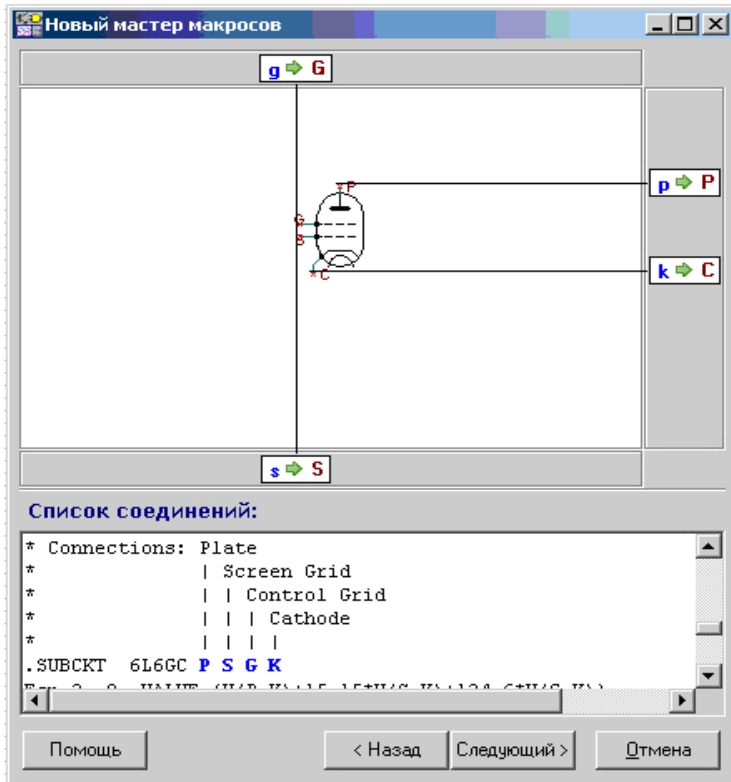 Новый мастер макросов
g G
P
p P
G
S
C
k C
s S
Список соединений:
* Connections: Plate
* | Screen Grid
* | | Control Grid
* | | | Cathode
* | | | |
.SUBCKT 6L6GC P S G K
Помощь
< Назад
Следующий >
Отмена